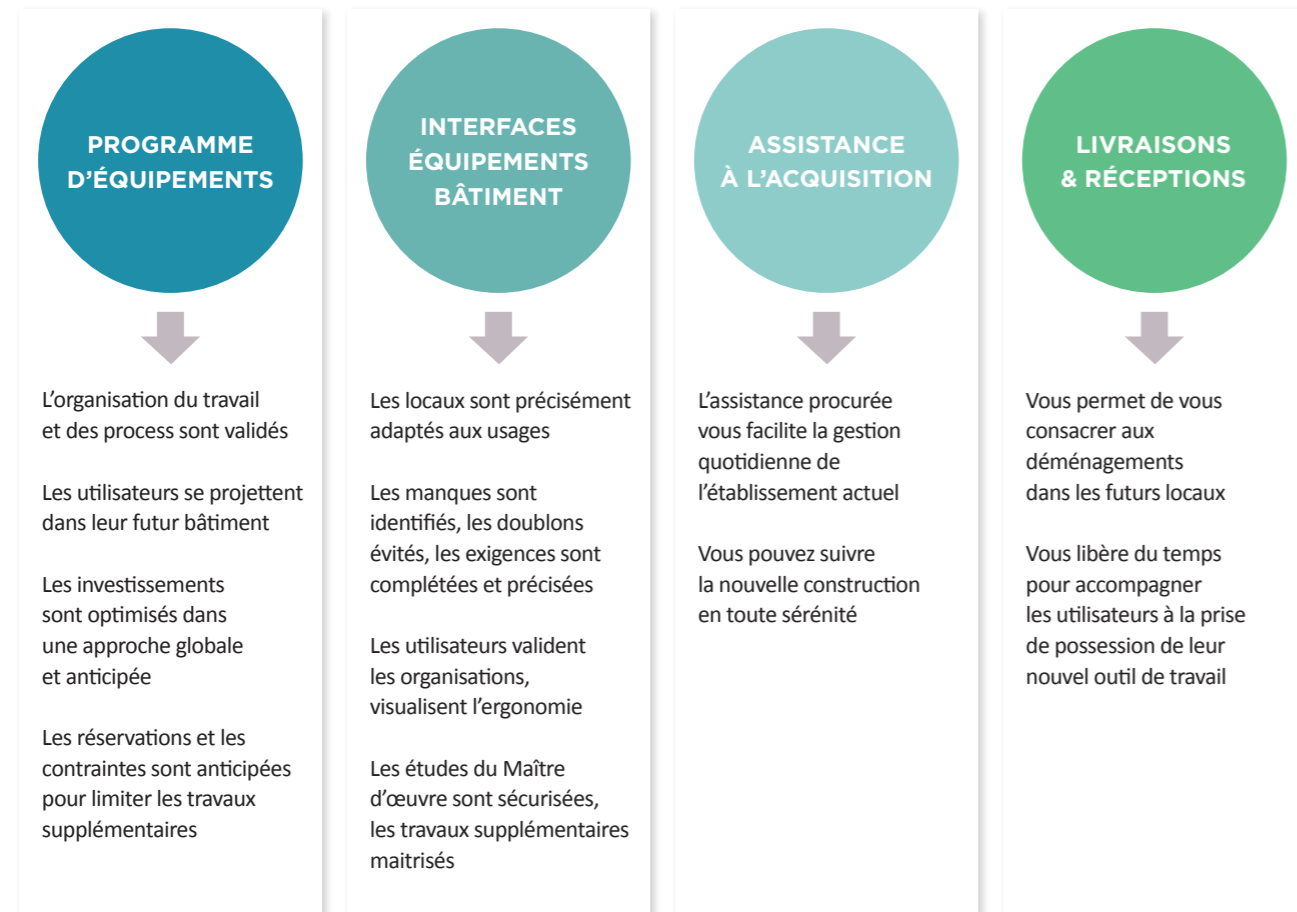 PROGRAMME
D’ÉQUIPEMENTS
L’organisation du travail
et des process sont validés
Les utilisateurs se projettent
dans leur futur bâtiment
Les investissements
sont optimisés dans
une approche globale
et anticipée
Les réservations et les
contraintes sont anticipées
pour limiter les travaux
supplémentaires
INTERFACES
ÉQUIPEMENTS
BÂTIMENT
Les locaux sont précisément
adaptés aux usages
Les manques sont
identifiés, les doublons
évités, les exigences sont
complétées et précisées
Les utilisateurs valident
les organisations,
visualisent l’ergonomie
Les études du Maître
d’œuvre sont sécurisées,
les travaux supplémentaires
maitrisés
ASSISTANCE
À L’ACQUISITION
L’assistance procurée
vous facilite la gestion
quotidienne de
l’établissement actuel
Vous pouvez suivre
la nouvelle construction
en toute sérénité
LIVRAISONS
& RÉCEPTIONS
Vous permet de vous
consacrer aux
déménagements
dans les futurs locaux
Vous libère du temps
pour accompagner
les utilisateurs à la prise
de possession de leur
nouvel outil de travail